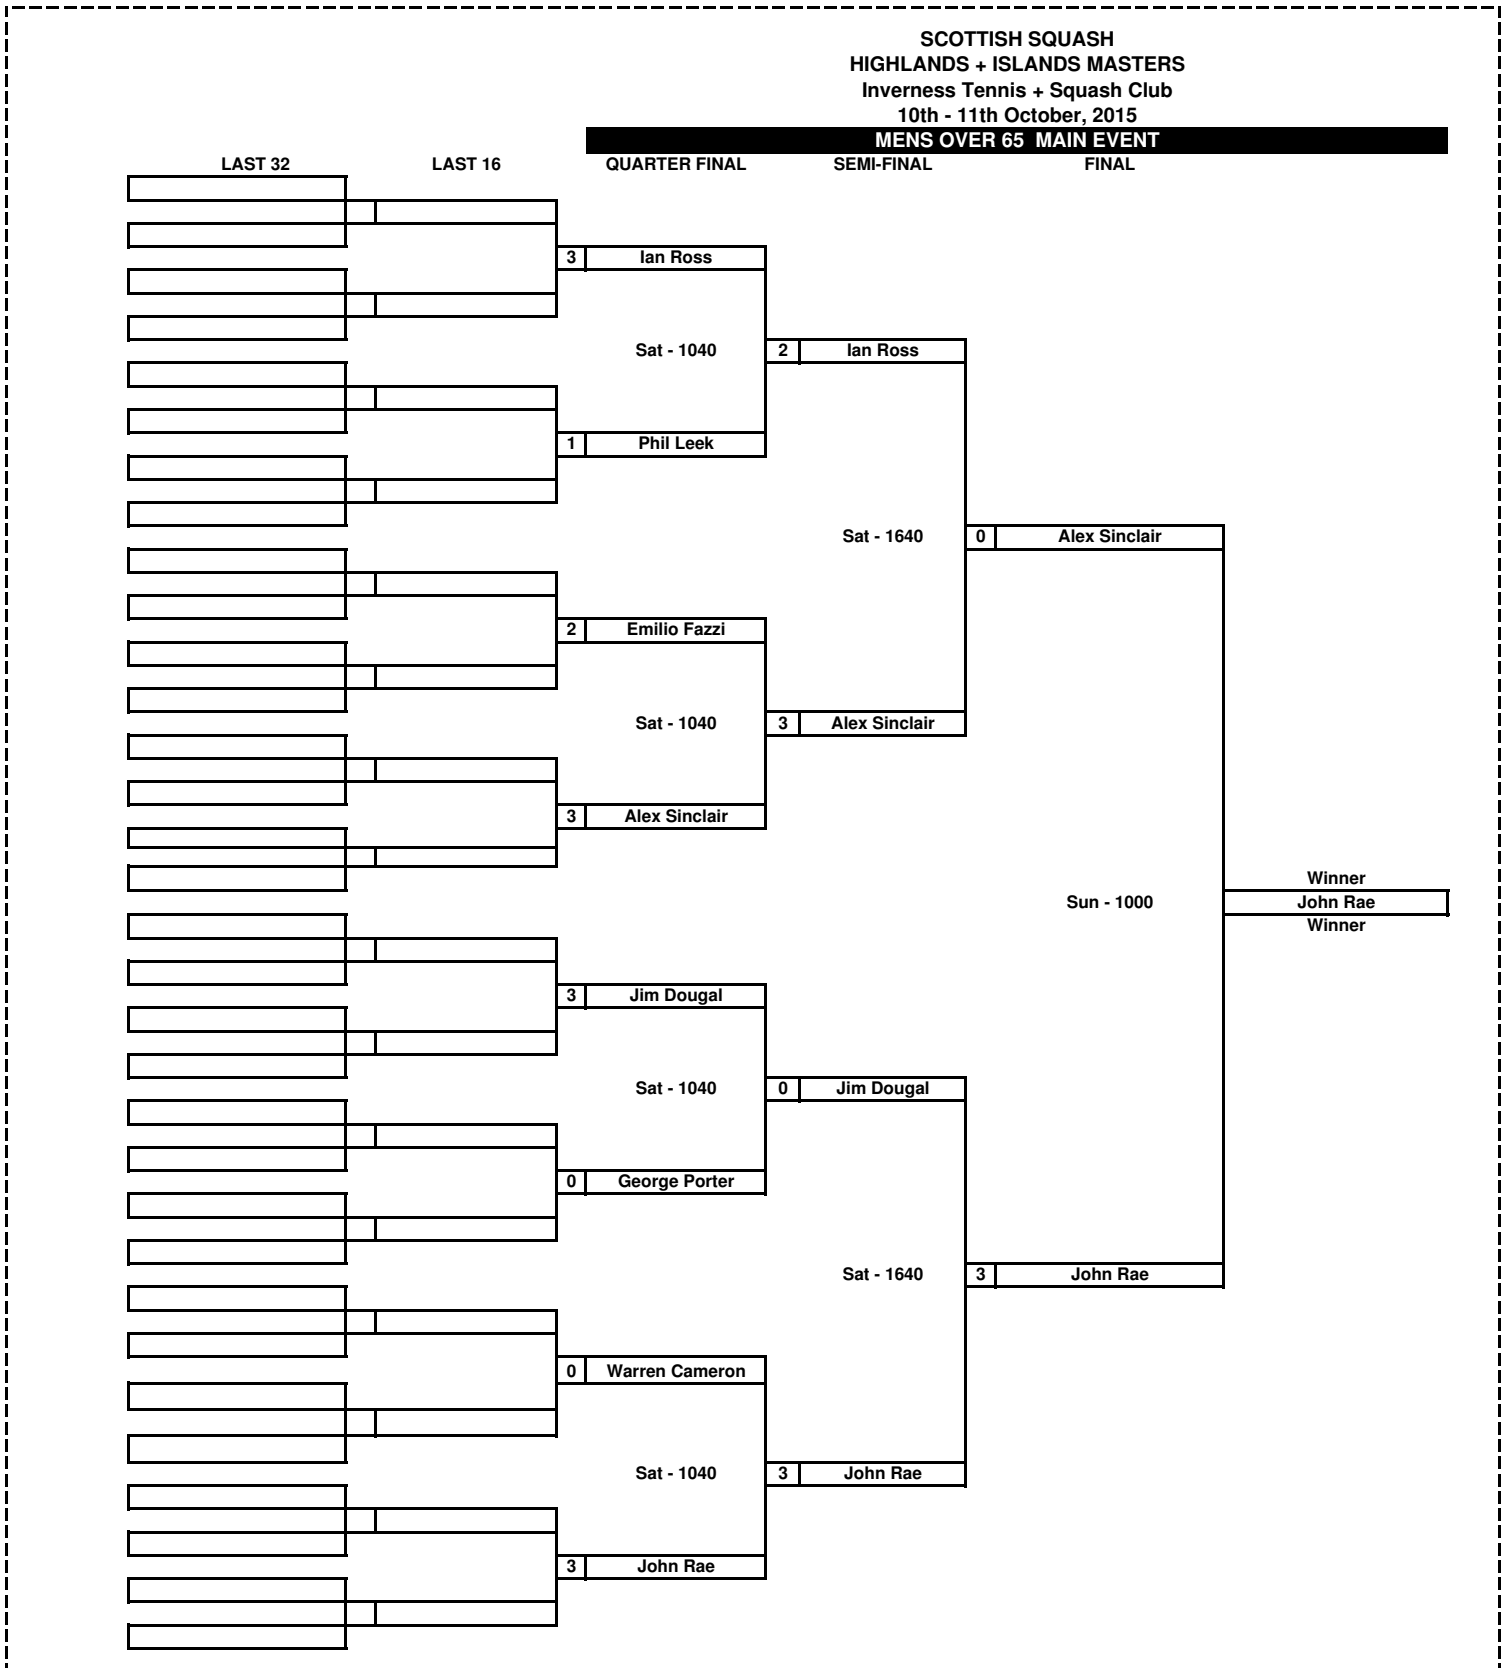 SCOTTISH SQUASH
HIGHLANDS + ISLANDS MASTERS
Inverness Tennis + Squash Club
10th - 11th October, 2015
MENS OVER 65 MAIN EVENT
LAST 32 LAST 16 QUARTER FINAL SEMI-FINAL FINAL
3 Ian Ross
Sat - 1040 2 Ian Ross
1 Phil Leek
Sat - 1640 0 Alex Sinclair
2 Emilio Fazzi
Sat - 1040 3 Alex Sinclair
3 Alex Sinclair
Winner
Sun - 1000 John Rae
Winner
3 Jim Dougal
Sat - 1040 0 Jim Dougal
0 George Porter
Sat - 1640 3 John Rae
0 Warren Cameron
Sat - 1040 3 John Rae
3 John Rae